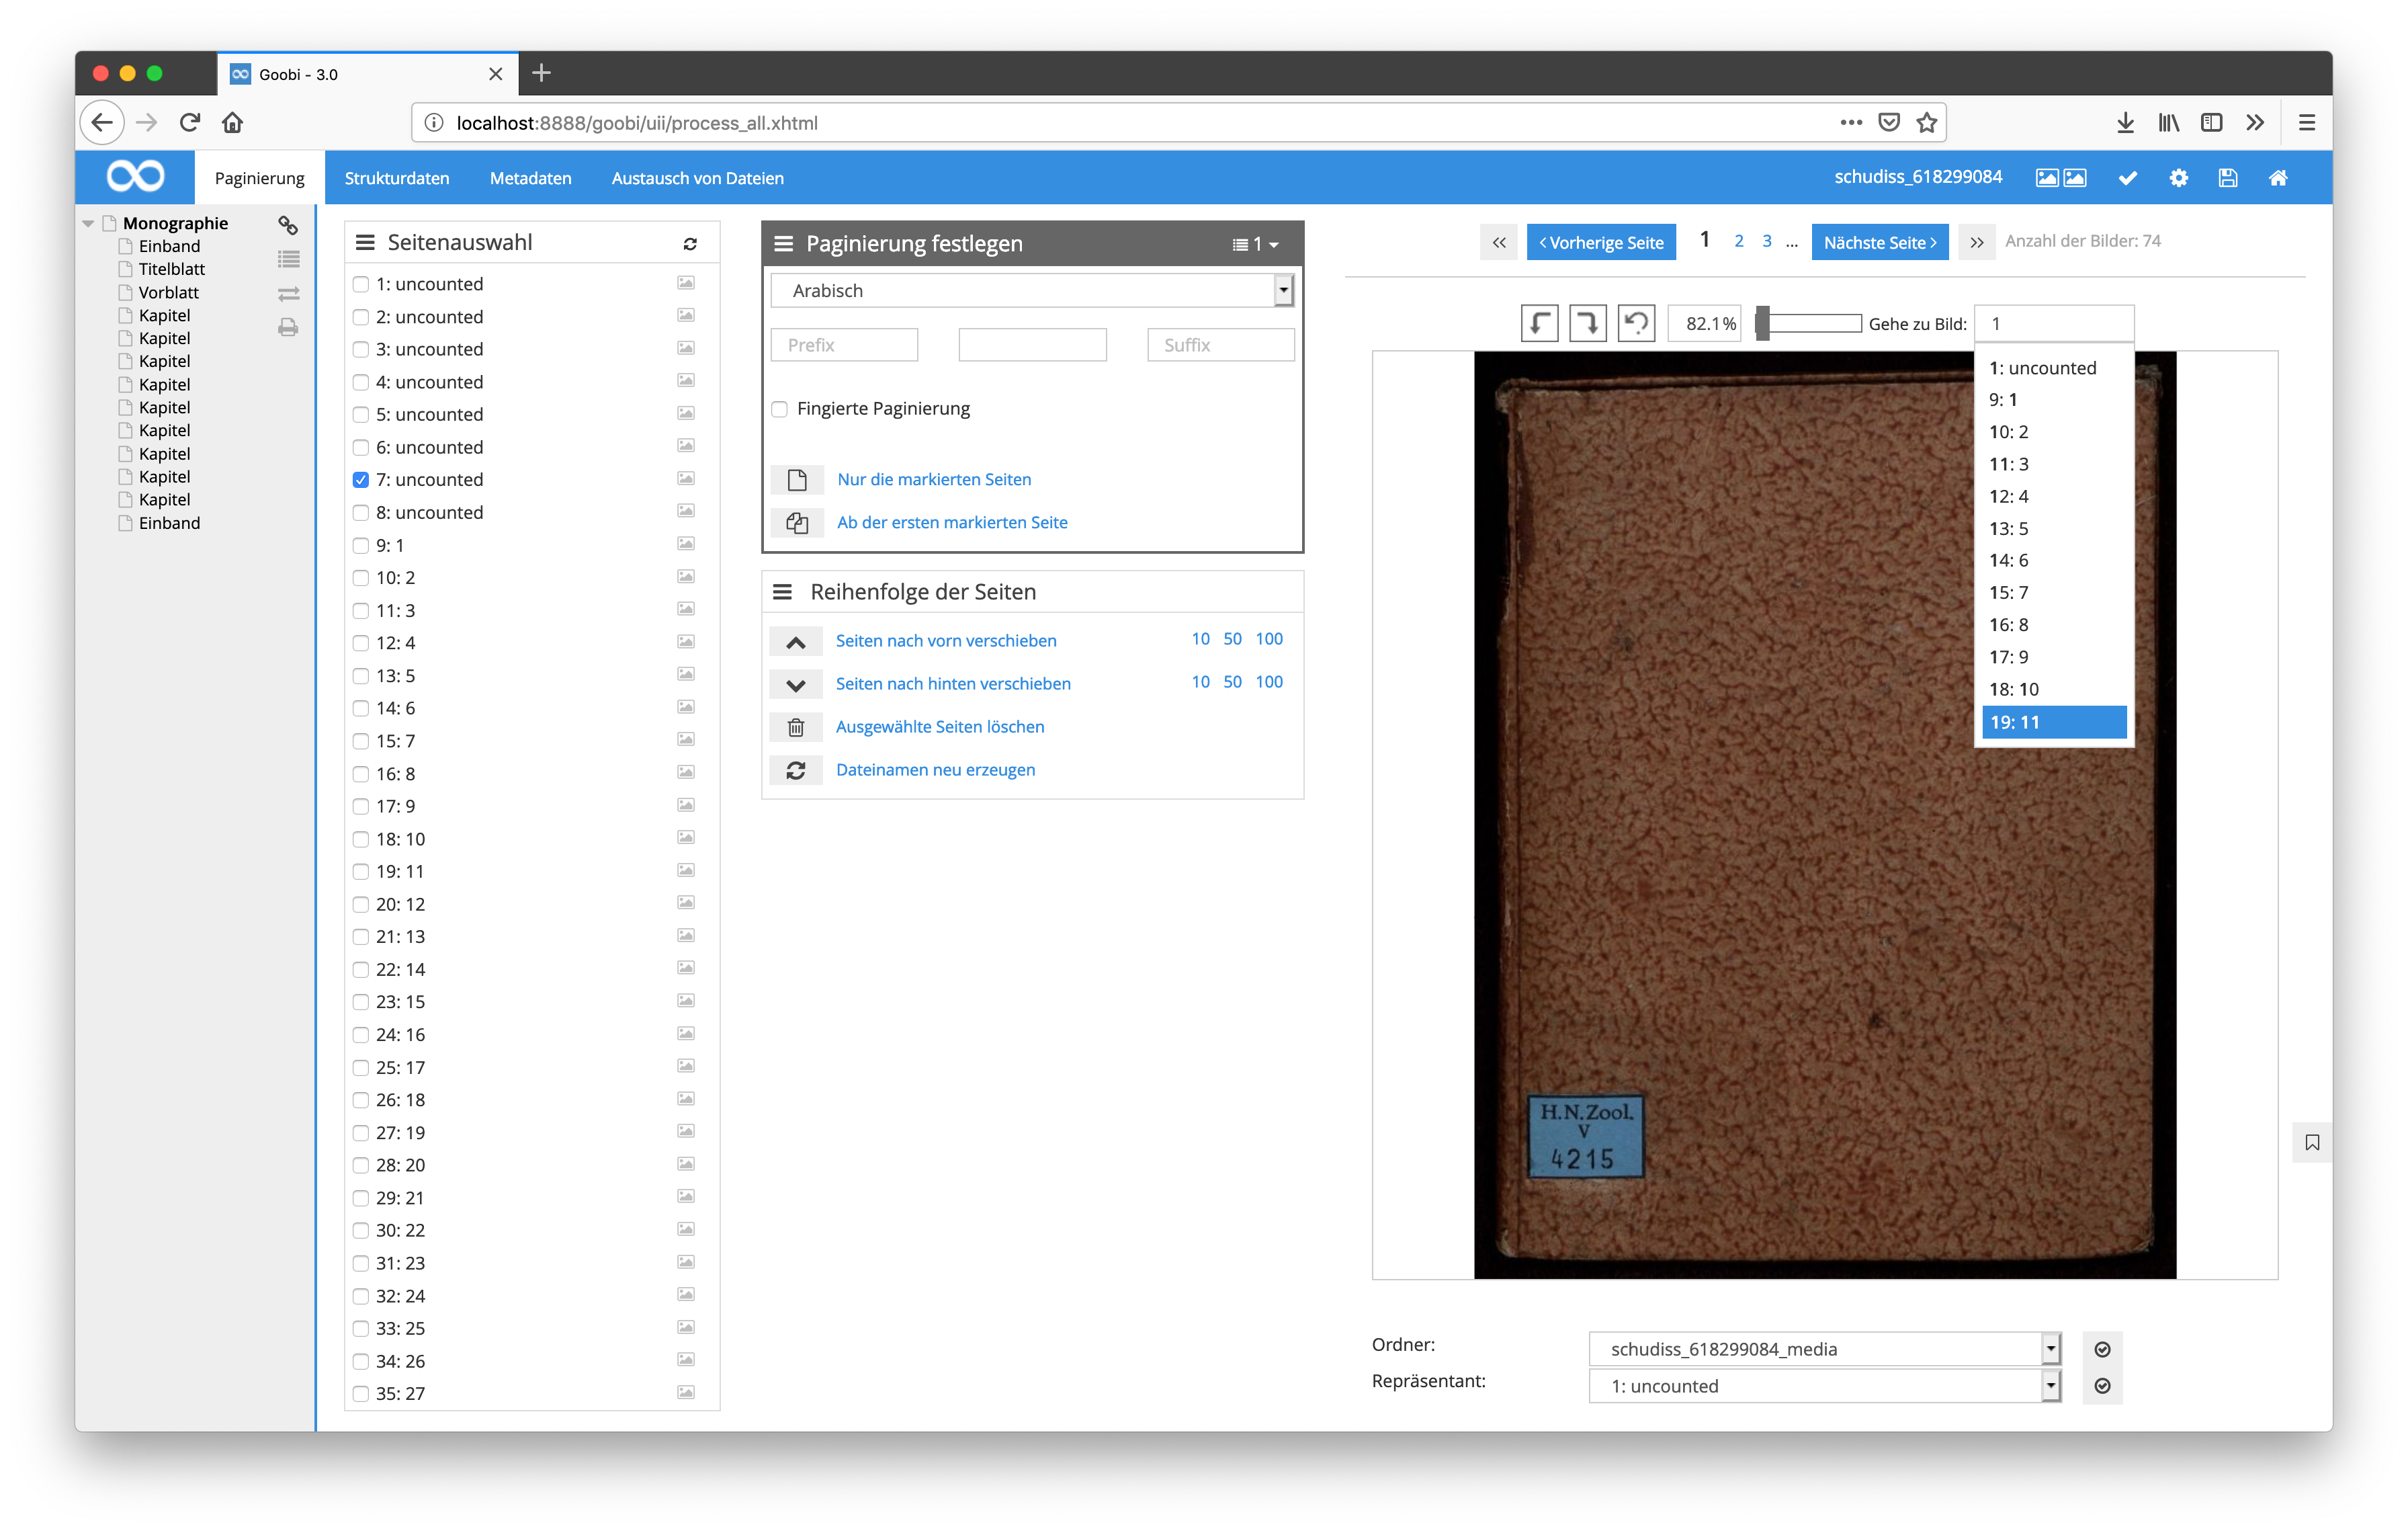 Goobi - 3.0
localhost:8888/goobi/uii/process_all.xhtml
Paginierung
Strukturdaten
Metadaten
Austausch von Dateien
schudiss_618299084
Monographie
Einband
Titelblatt
Vorblatt
Kapitel
Kapitel
Kapitel
Kapitel
Kapitel
Kapitel
Kapitel
Kapitel
Kapitel
Einband
Seitenauswahl
1: uncounted
2: uncounted
3: uncounted
4: uncounted
5: uncounted
6: uncounted
7: uncounted
8: uncounted
9: 1
10: 2
11: 3
12: 4
13: 5
14: 6
15: 7
16: 8
17: 9
18: 10
19: 11
20: 12
21: 13
22: 14
23: 15
24: 16
25: 17
26: 18
27: 19
28: 20
29: 21
30: 22
31: 23
32: 24
33: 25
34: 26
35: 27
Paginierung festlegen
1
Arabisch
Prefix
Suffix
Fingierte Paginierung
Nur die markierten Seiten
Ab der ersten markierten Seite
Reihenfolge der Seiten
Seiten nach vorn verschieben 10 50 100
Seiten nach hinten verschieben 10 50 100
Ausgewählte Seiten löschen
Dateinamen neu erzeugen
Vorherige Seite 1 2 3 ... Nächste Seite Anzahl der Bilder: 74
82.1% Gehe zu Bild: 1
1: uncounted
9: 1
10: 2
11: 3
12: 4
13: 5
14: 6
15: 7
16: 8
17: 9
18: 10
19: 11
H.N.Zool.
V
4215
Ordner: schudiss_618299084_media
Repräsentant: 1: uncounted